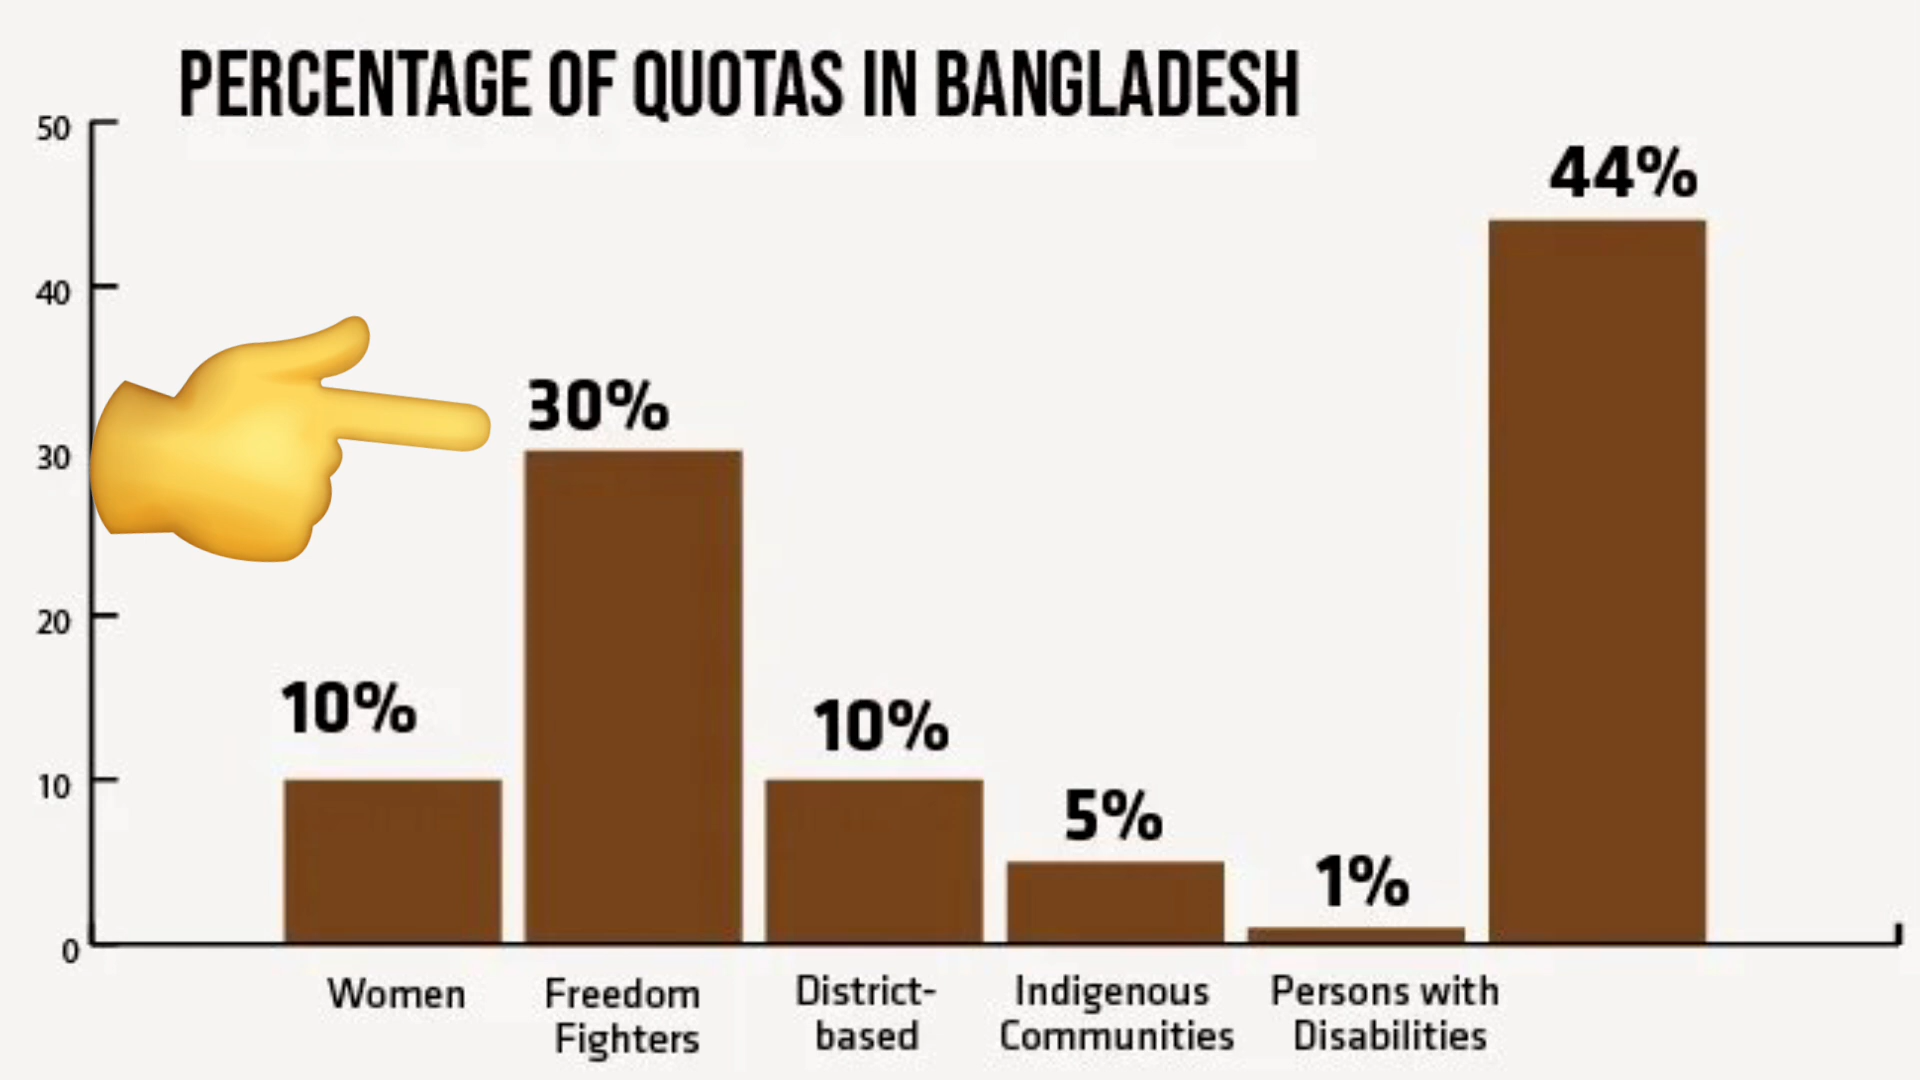 PERCENTAGE OF QUOTAS IN BANGLADESH
50
40
30
20
10
0
10%
30%
10%
5%
1%
44%
Women
Freedom
Fighters
District-
based
Indigenous
Communities
Persons with
Disabilities